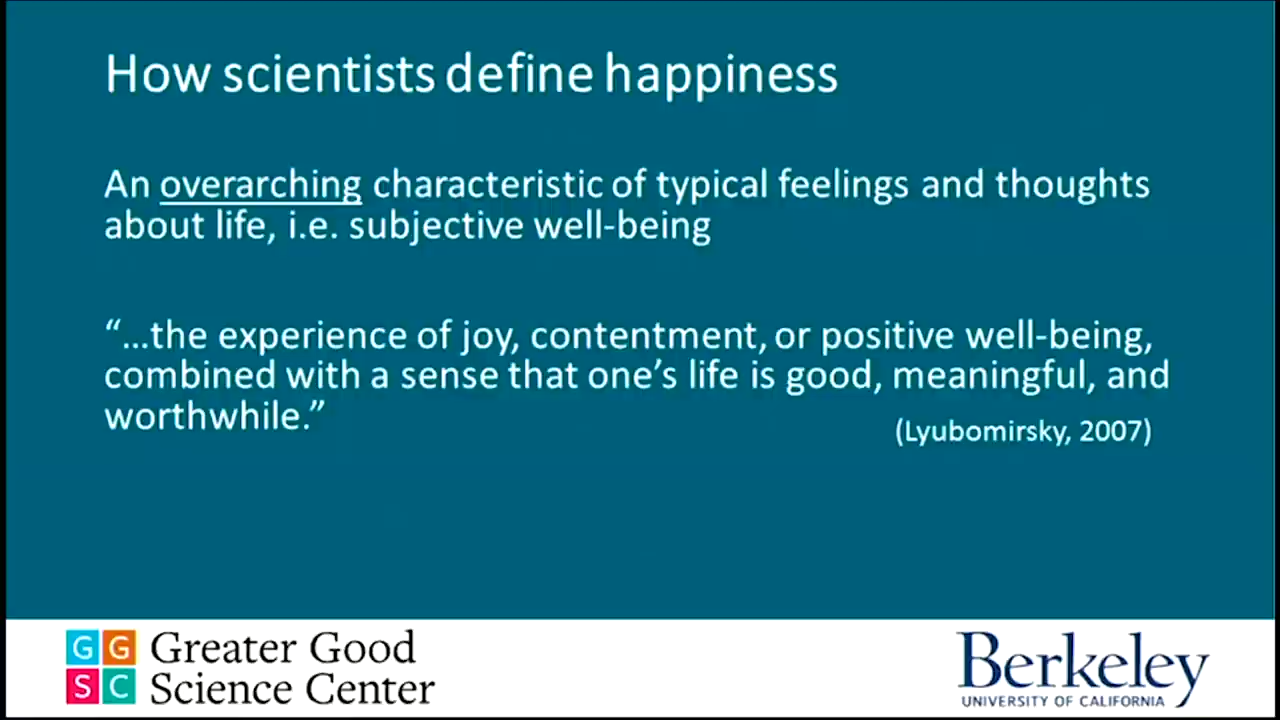 How scientists define happiness
An overarching characteristic of typical feelings and thoughts
about life, i.e. subjective well-being
“...the experience of joy, contentment, or positive well-being,
combined with a sense that one’s life is good, meaningful, and
worthwhile.”
(Lyubomirsky, 2007)
G G
S C
Greater Good
Science Center
Berkeley
UNIVERSITY OF CALIFORNIA